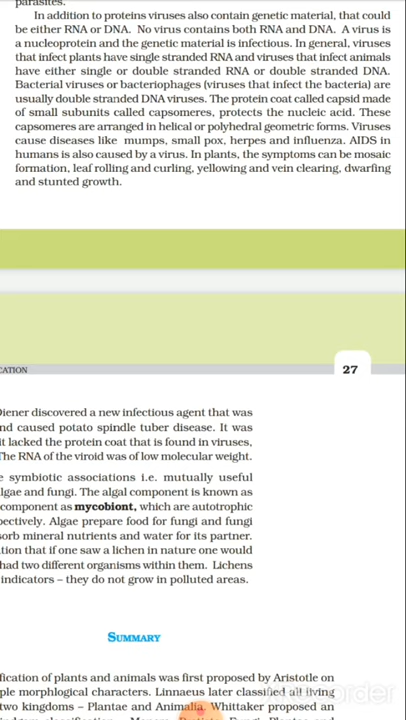 parasites.
In addition to proteins viruses also contain genetic material, that could
be either RNA or DNA. No virus contains both RNA and DNA. A virus is
a nucleoprotein and the genetic material is infectious. In general, viruses
that infect plants have single stranded RNA and viruses that infect animals
have either single or double stranded RNA or double stranded DNA.
Bacterial viruses or bacteriophages (viruses that infect the bacteria) are
usually double stranded DNA viruses. The protein coat called capsid made
of small subunits called capsomeres, protects the nucleic acid. These
capsomeres are arranged in helical or polyhedral geometric forms. Viruses
cause diseases like mumps, small pox, herpes and influenza. AIDS in
humans is also caused by a virus. In plants, the symptoms can be mosaic
formation, leaf rolling and curling, yellowing and vein clearing, dwarfing
and stunted growth.
CATION
27
Diener discovered a new infectious agent that was
nd caused potato spindle tuber disease. It was
it lacked the protein coat that is found in viruses,
The RNA of the viroid was of low molecular weight.
e symbiotic associations i.e. mutually useful
algae and fungi. The algal component is known as
component as mycobiont, which are autotrophic
pectively. Algae prepare food for fungi and fungi
sorb mineral nutrients and water for its partner.
tion that if one saw a lichen in nature one would
had two different organisms within them. Lichens
indicators – they do not grow in polluted areas.
SUMMARY
fication of plants and animals was first proposed by Aristotle on
ple morphlogical characters. Linnaeus later classified all living
two kingdoms – Plantae and Animalia. Whittaker proposed an